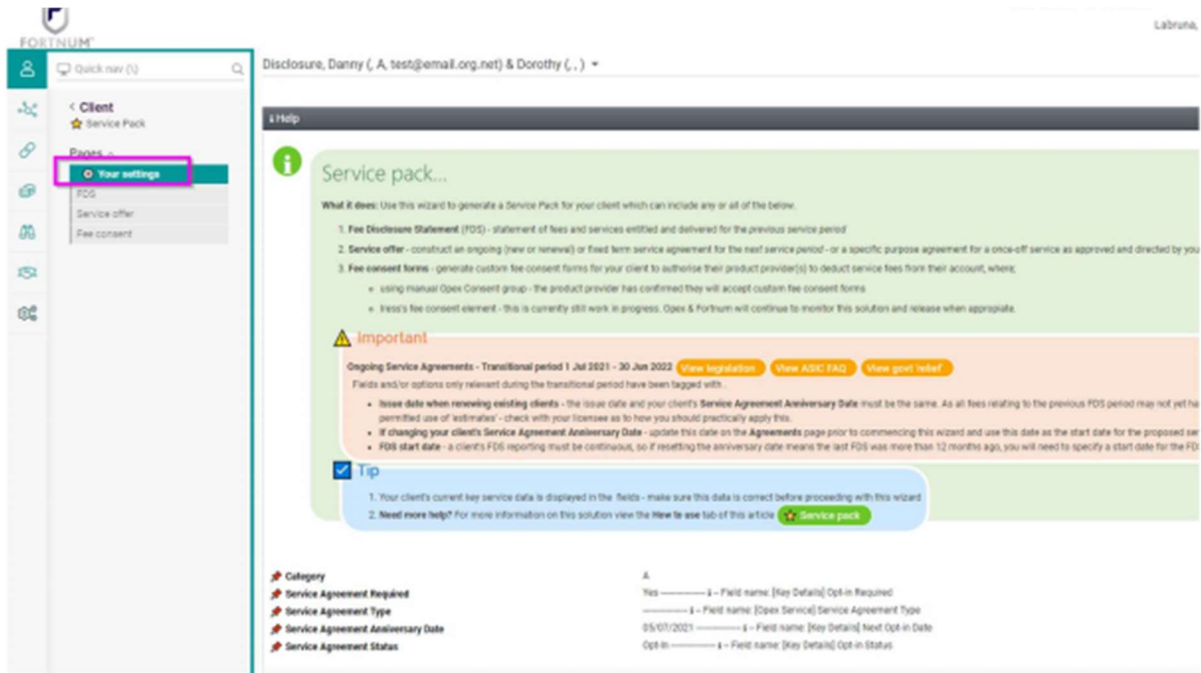 FORTNUM
Labruna,
Quick nav (\)
Disclosure, Danny (, A, test@email.org.net) & Dorothy (, , )
< Client
Service Pack
Pages
Your settings
FDS
Service offer
Fee consent
Help
Service pack...
What it does: Use this wizard to generate a Service Pack for your client which can include any or all of the below.
1. Fee Disclosure Statement (FDS) - statement of fees and services entitled and delivered for the previous service period
2. Service offer - construct an ongoing (new or renewal) or fixed term service agreement for the next service period - or a specific purpose agreement for a once-off service as approved and directed by you
3. Fee consent forms - generate custom fee consent forms for your client to authorise their product provider(s) to deduct service fees from their account, where;
using manual Opex Consent group - the product provider has confirmed they will accept custom fee consent forms
Iress's fee consent element - this is currently still work in progress. Opex & Fortnum will continue to monitor this solution and release when appropiate.
Important
Ongoing Service Agreements - Transitional period 1 Jul 2021 - 30 Jun 2022 View legislation View ASIC FAQ View govt 'relief'
Fields and/or options only relevant during the transitional period have been tagged with .
Issue date when renewing existing clients - the issue date and your client's Service Agreement Anniversary Date must be the same. As all fees relating to the previous FDS period may not yet ha
permitted use of 'estimates' - check with your licensee as to how you should practically apply this.
If changing your client's Service Agreement Anniversary Date - update this date on the Agreements page prior to commencing this wizard and use this date as the start date for the proposed ser
FDS start date - a client's FDS reporting must be continuous, so if resetting the anniversary date means the last FDS was more than 12 months ago, you will need to specify a start date for the FD
Tip
1. Your client's current key service data is displayed in the fields - make sure this data is correct before proceeding with this wizard
2. Need more help? For more information on this solution view the How to use tab of this article Service pack
Category A
Service Agreement Required Yes -------------- i -- Field name: [Key Details] Opt-in Required
Service Agreement Type -------------- i -- Field name: [Opex Service] Service Agreement Type
Service Agreement Anniversary Date 05/07/2021 -------------- i -- Field name: [Key Details] Next Opt-in Date
Service Agreement Status Opt-In -------------- i -- Field name: [Key Details] Opt-in Status